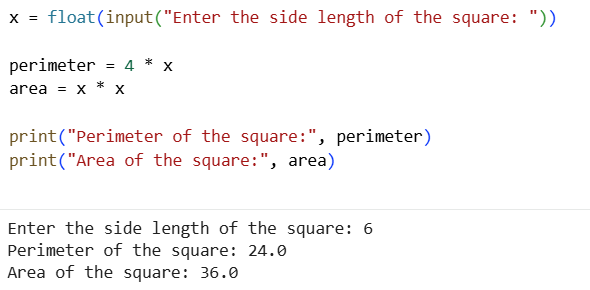 x = float(input("Enter the side length of the square: "))
perimeter = 4 * x
area = x * x
print("Perimeter of the square:", perimeter)
print("Area of the square:", area)
Enter the side length of the square: 6
Perimeter of the square: 24.0
Area of the square: 36.0